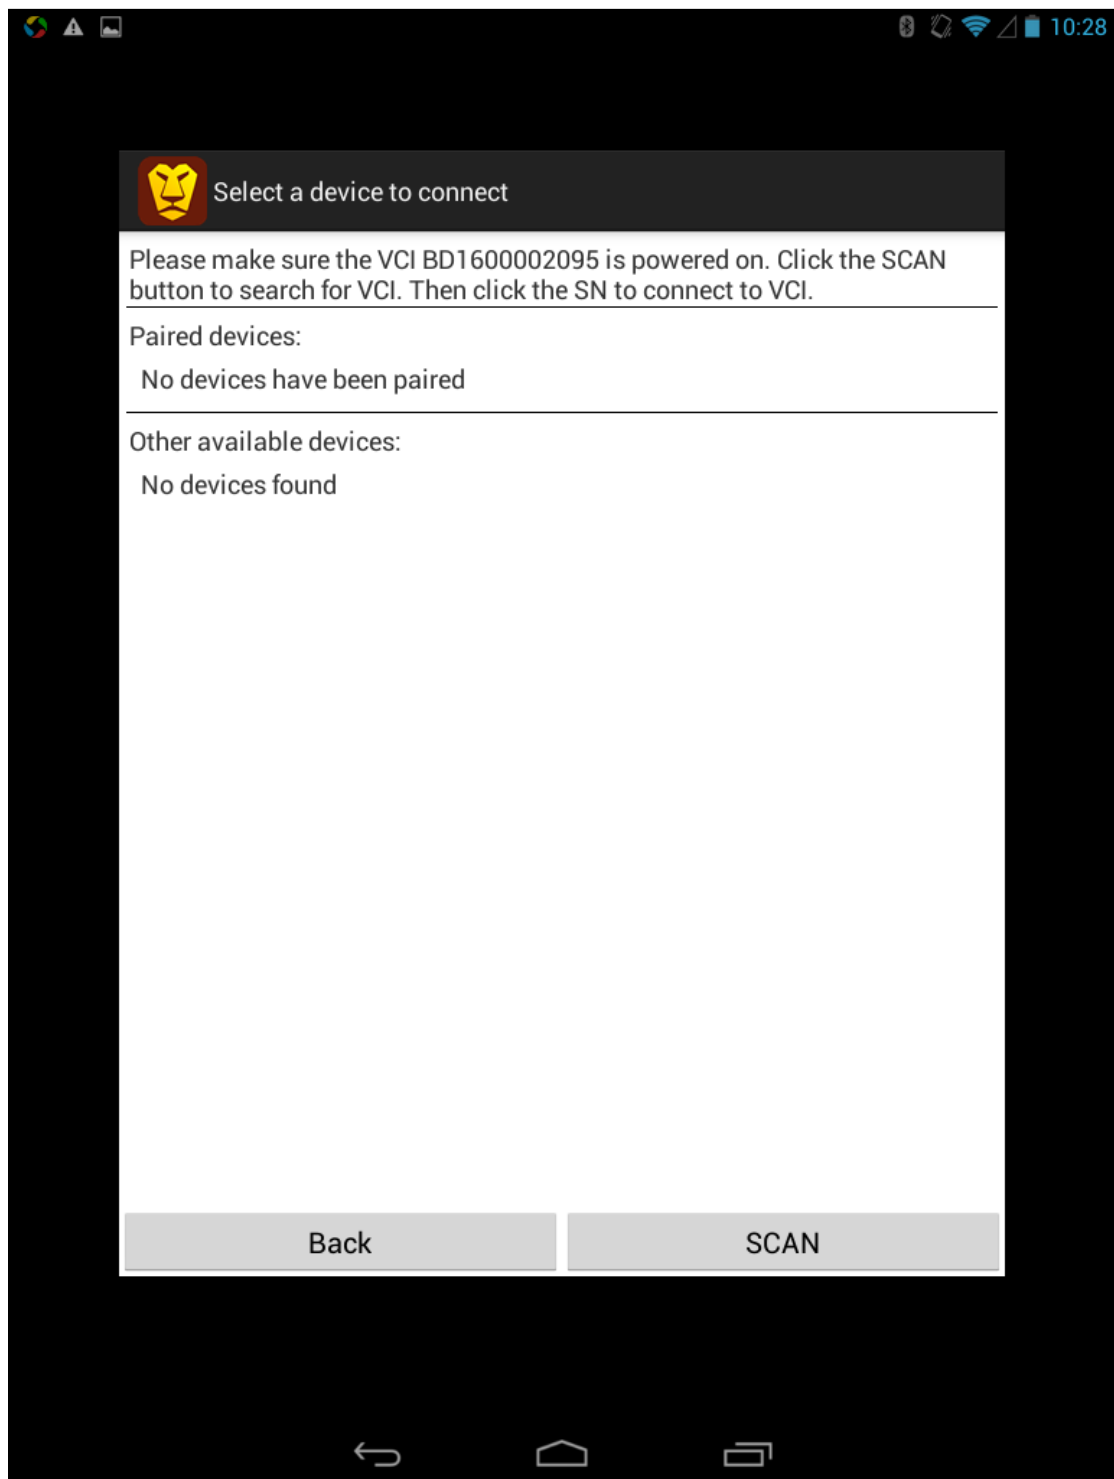 10:28
Select a device to connect
Please make sure the VCI BD1600002095 is powered on. Click the SCAN
button to search for VCI. Then click the SN to connect to VCI.
Paired devices:
No devices have been paired
Other available devices:
No devices found
Back
SCAN